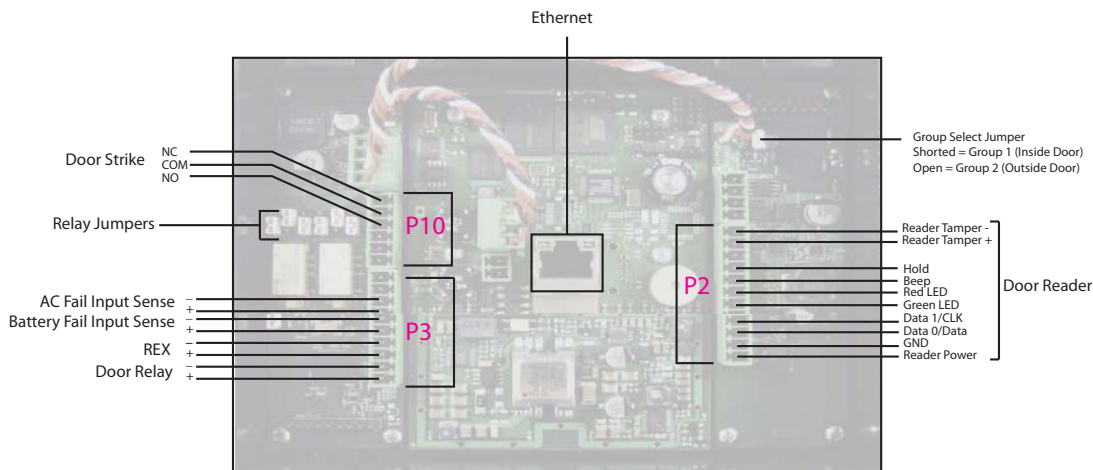 Ethernet
Group Select Jumper
Shorted = Group 1 (Inside Door)
Open = Group 2 (Outside Door)
Door Strike
NC
COM
NO
Relay Jumpers
P10
AC Fail Input Sense
−
+
Battery Fail Input Sense
−
+
REX
−
+
Door Relay
−
+
P3
P2
Reader Tamper -
Reader Tamper +
Hold
Beep
Red LED
Green LED
Data 1/CLK
Data 0/Data
GND
Reader Power
Door Reader